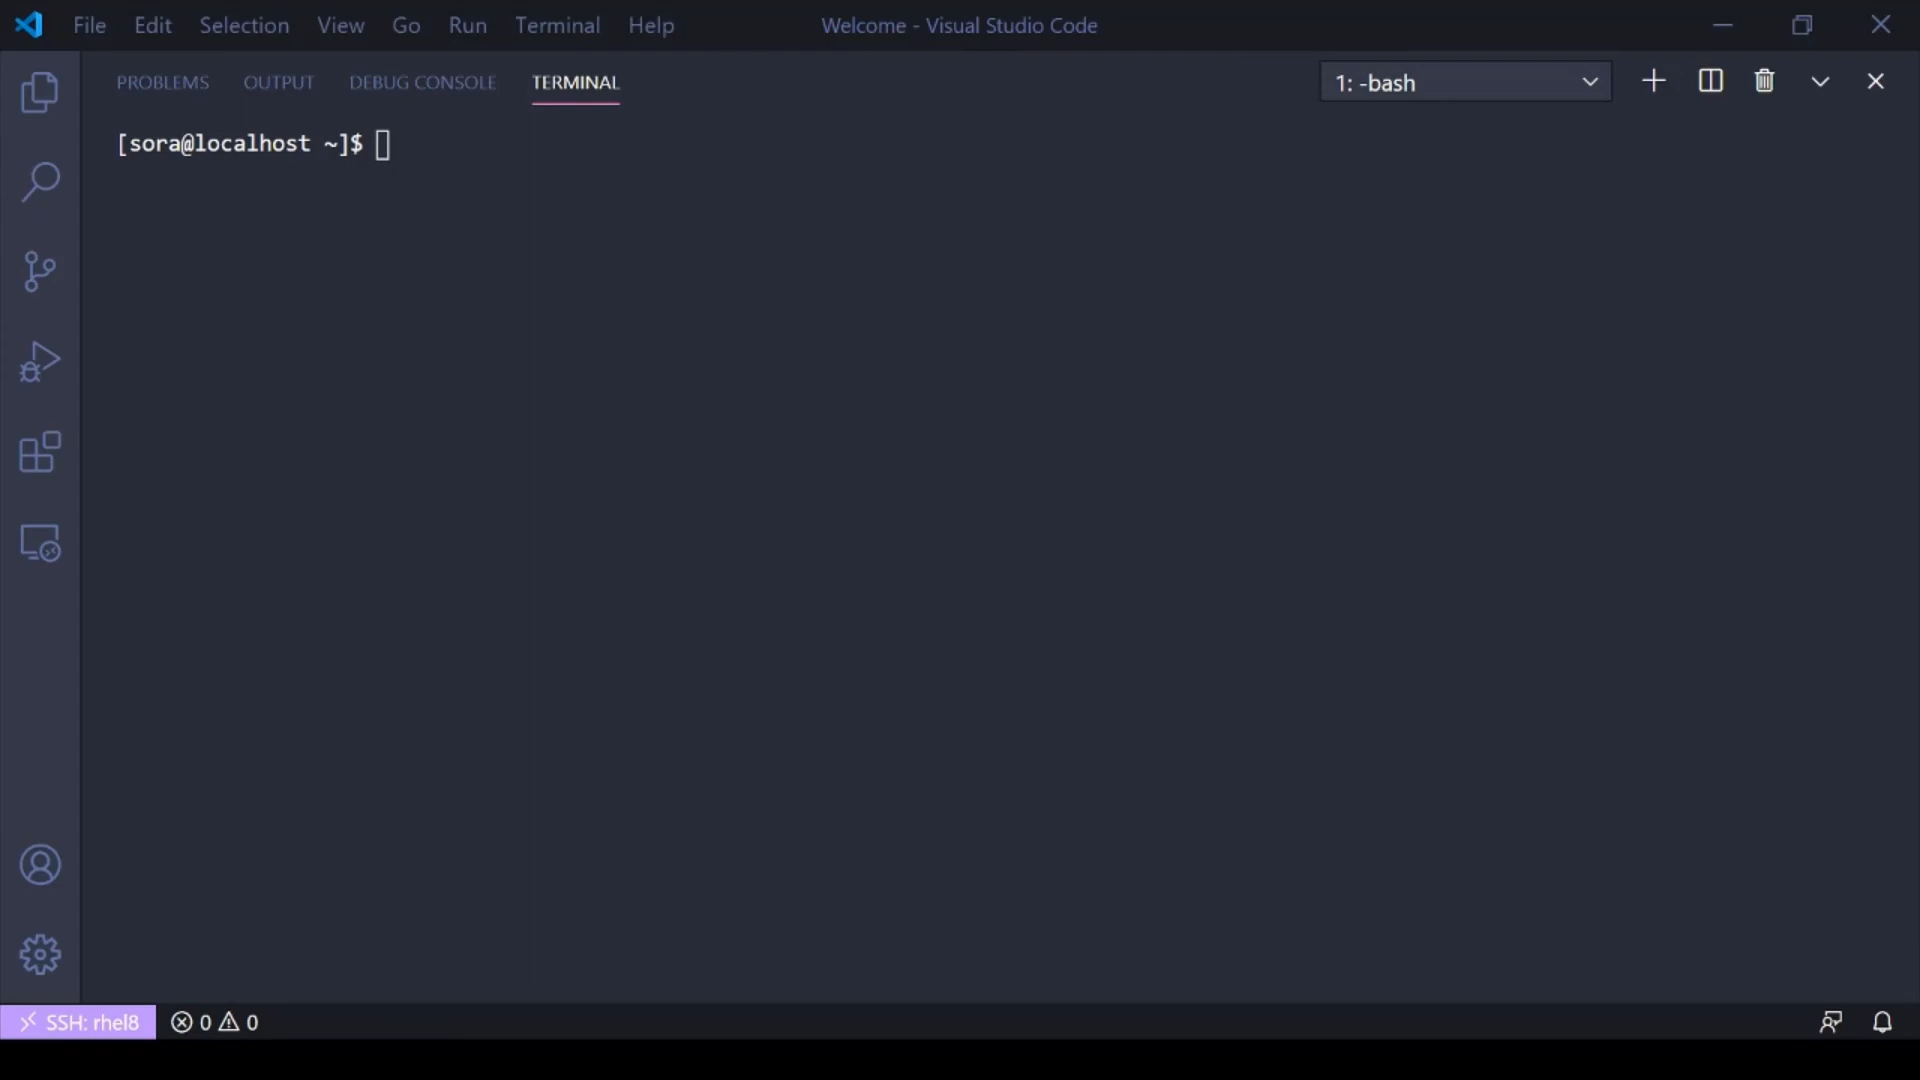 File Edit Selection View Go Run Terminal Help Welcome - Visual Studio Code
PROBLEMS OUTPUT DEBUG CONSOLE TERMINAL 1: -bash
[sora@localhost ~]$
SSH: rhel8 0 0